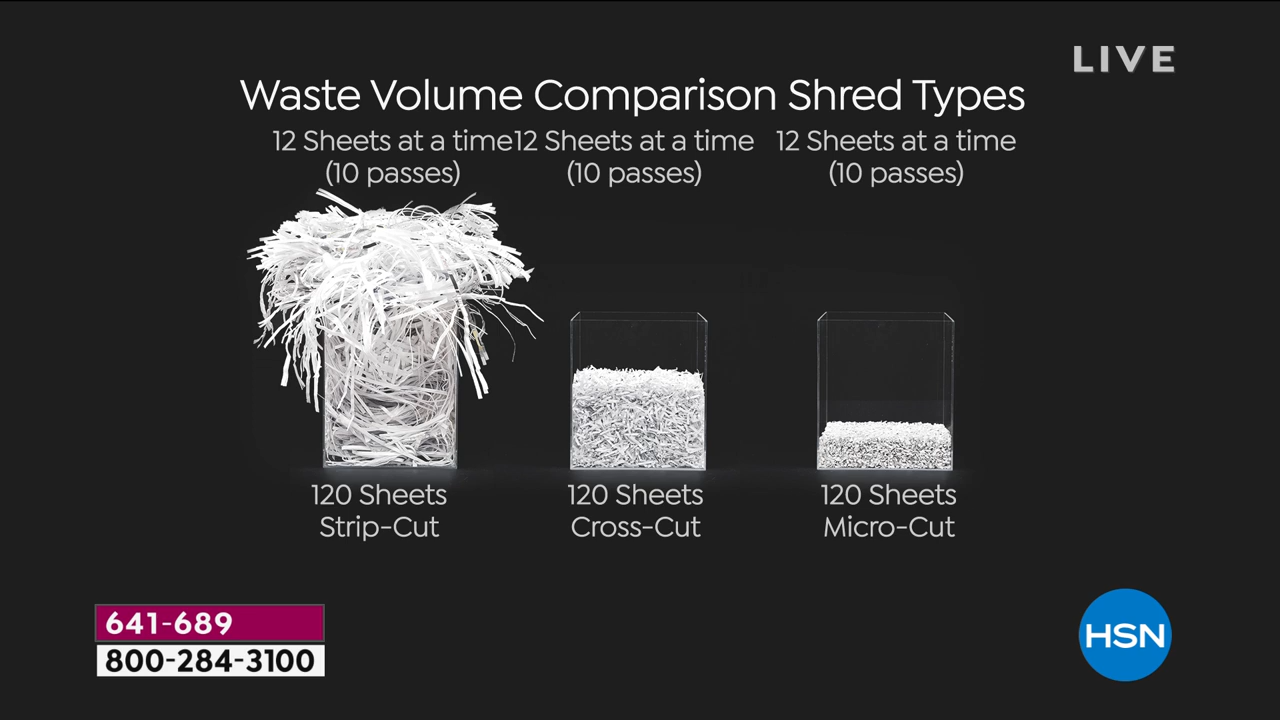 LIVE
Waste Volume Comparison Shred Types
12 Sheets at a time
(10 passes)
12 Sheets at a time
(10 passes)
12 Sheets at a time
(10 passes)
120 Sheets
Strip-Cut
120 Sheets
Cross-Cut
120 Sheets
Micro-Cut
641-689
800-284-3100
HSN